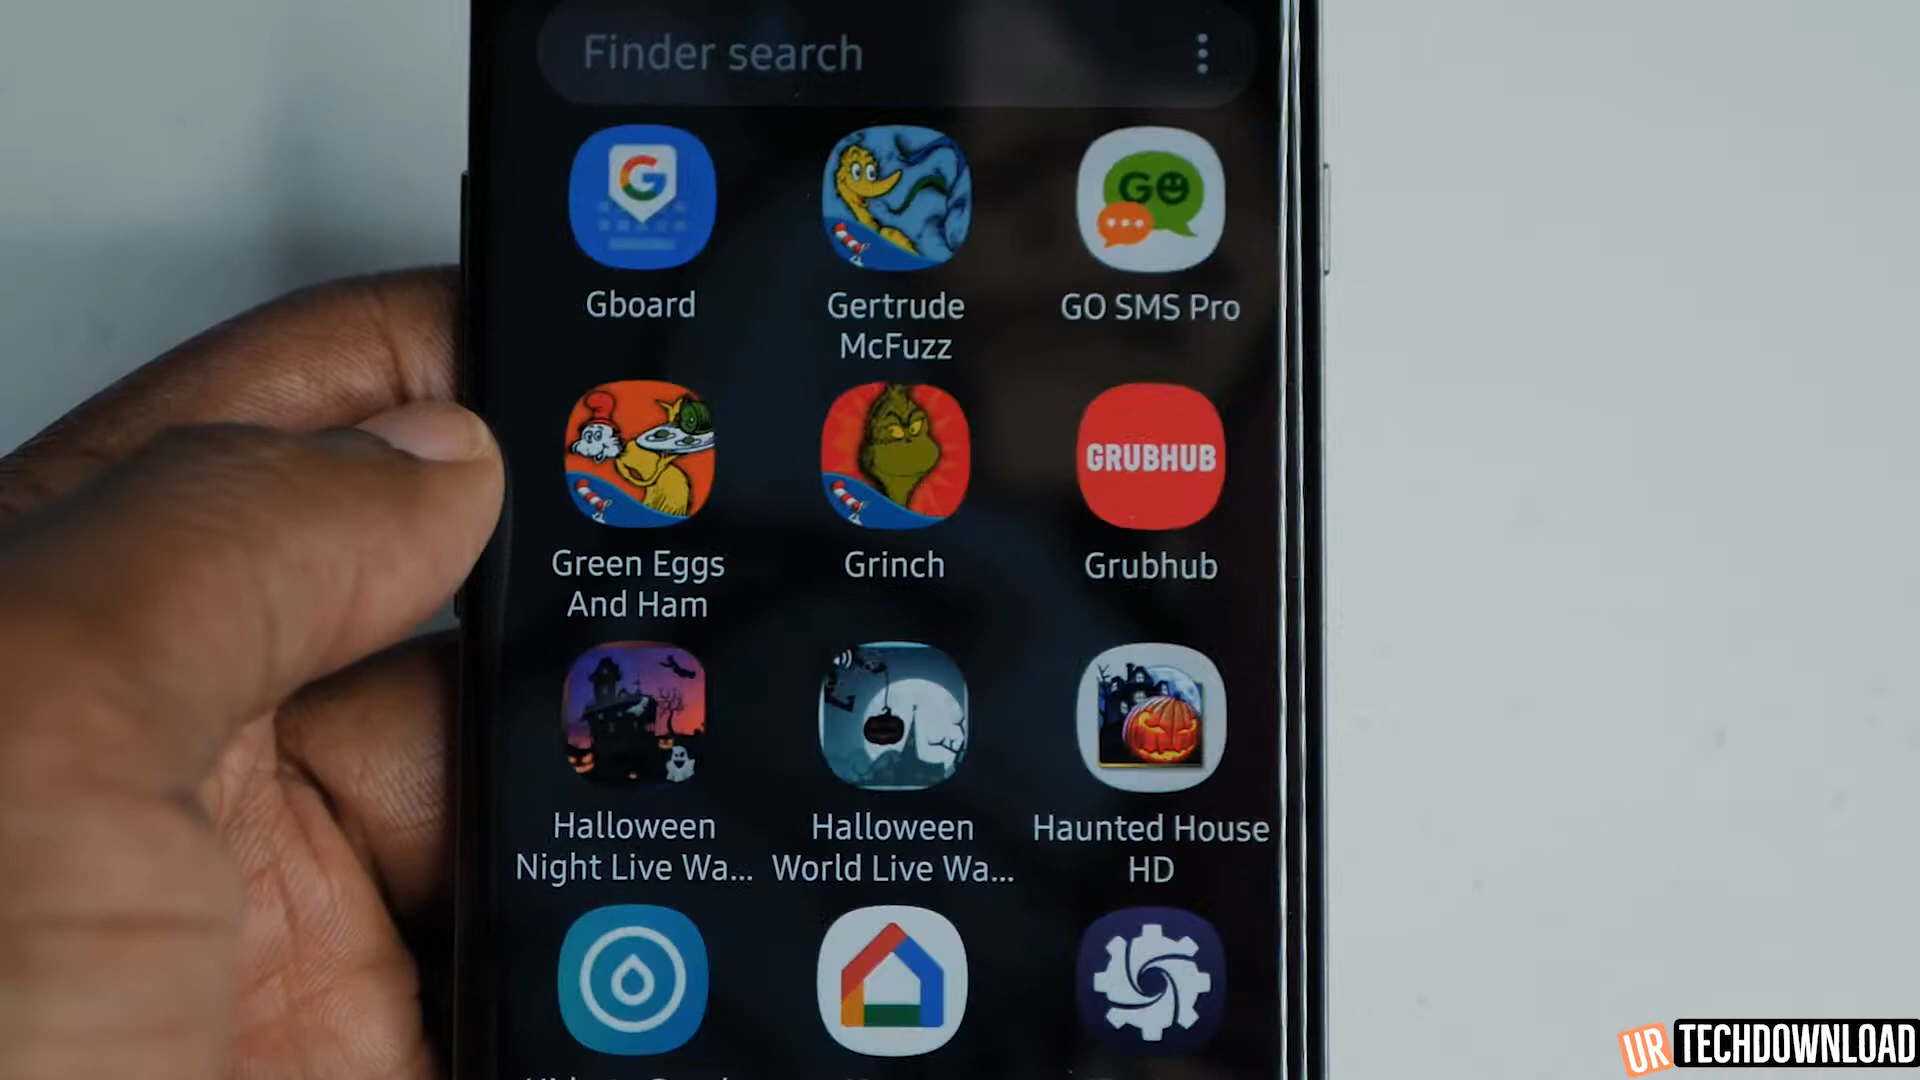 Finder search
Gboard
Gertrude
McFuzz
GO
GO SMS Pro
Green Eggs
And Ham
Grinch
GRUBHUB
Grubhub
Halloween
Night Live Wa...
Halloween
World Live Wa...
Haunted House
HD
UR TECHDOWNLOAD